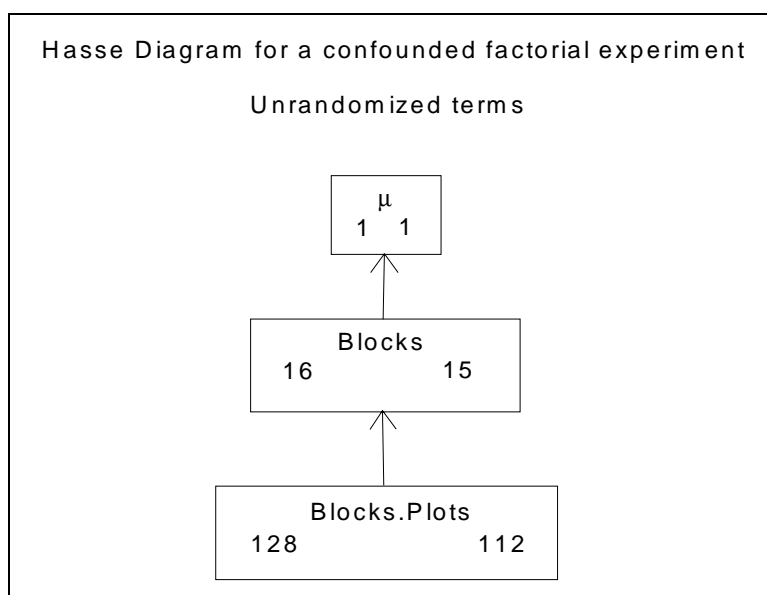 Hasse Diagram for a confounded factorial experiment
Unrandomized terms
μ
1 1
Blocks
16 15
Blocks.Plots
128 112